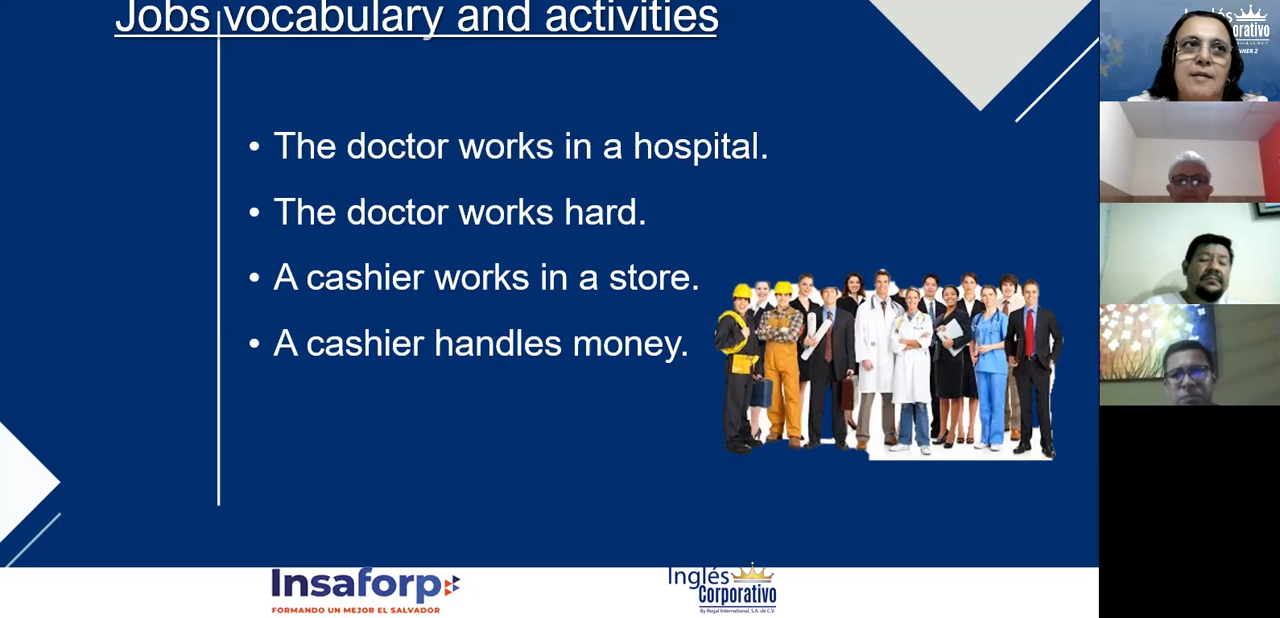 Jobs vocabulary and activities
• The doctor works in a hospital.
• The doctor works hard.
• A cashier works in a store.
• A cashier handles money.
Insaforp
FORMANDO UN MEJOR EL SALVADOR
Inglés
Corporativo
By Regal International, S.A. de C.V.